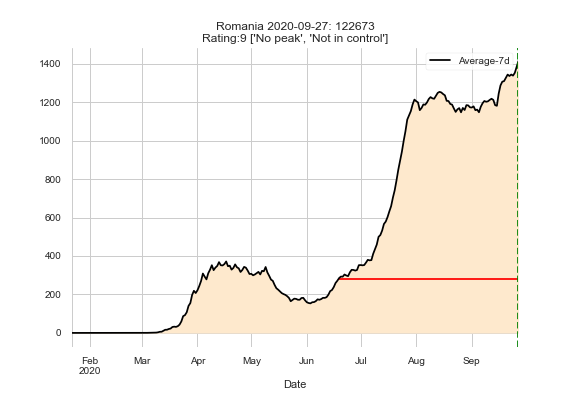 Romania 2020-09-27: 122673
Rating:9 ['No peak', 'Not in control']
Average-7d
1400
1200
1000
800
600
400
200
0
Feb Mar Apr May Jun Jul Aug Sep
2020
Date